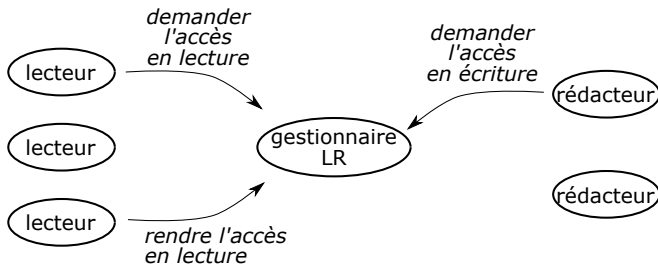 demander
l'accès
en lecture
demander
l'accès
en écriture
lecteur
rédacteur
lecteur
gestionnaire
LR
rédacteur
lecteur
rendre l'accès
en lecture